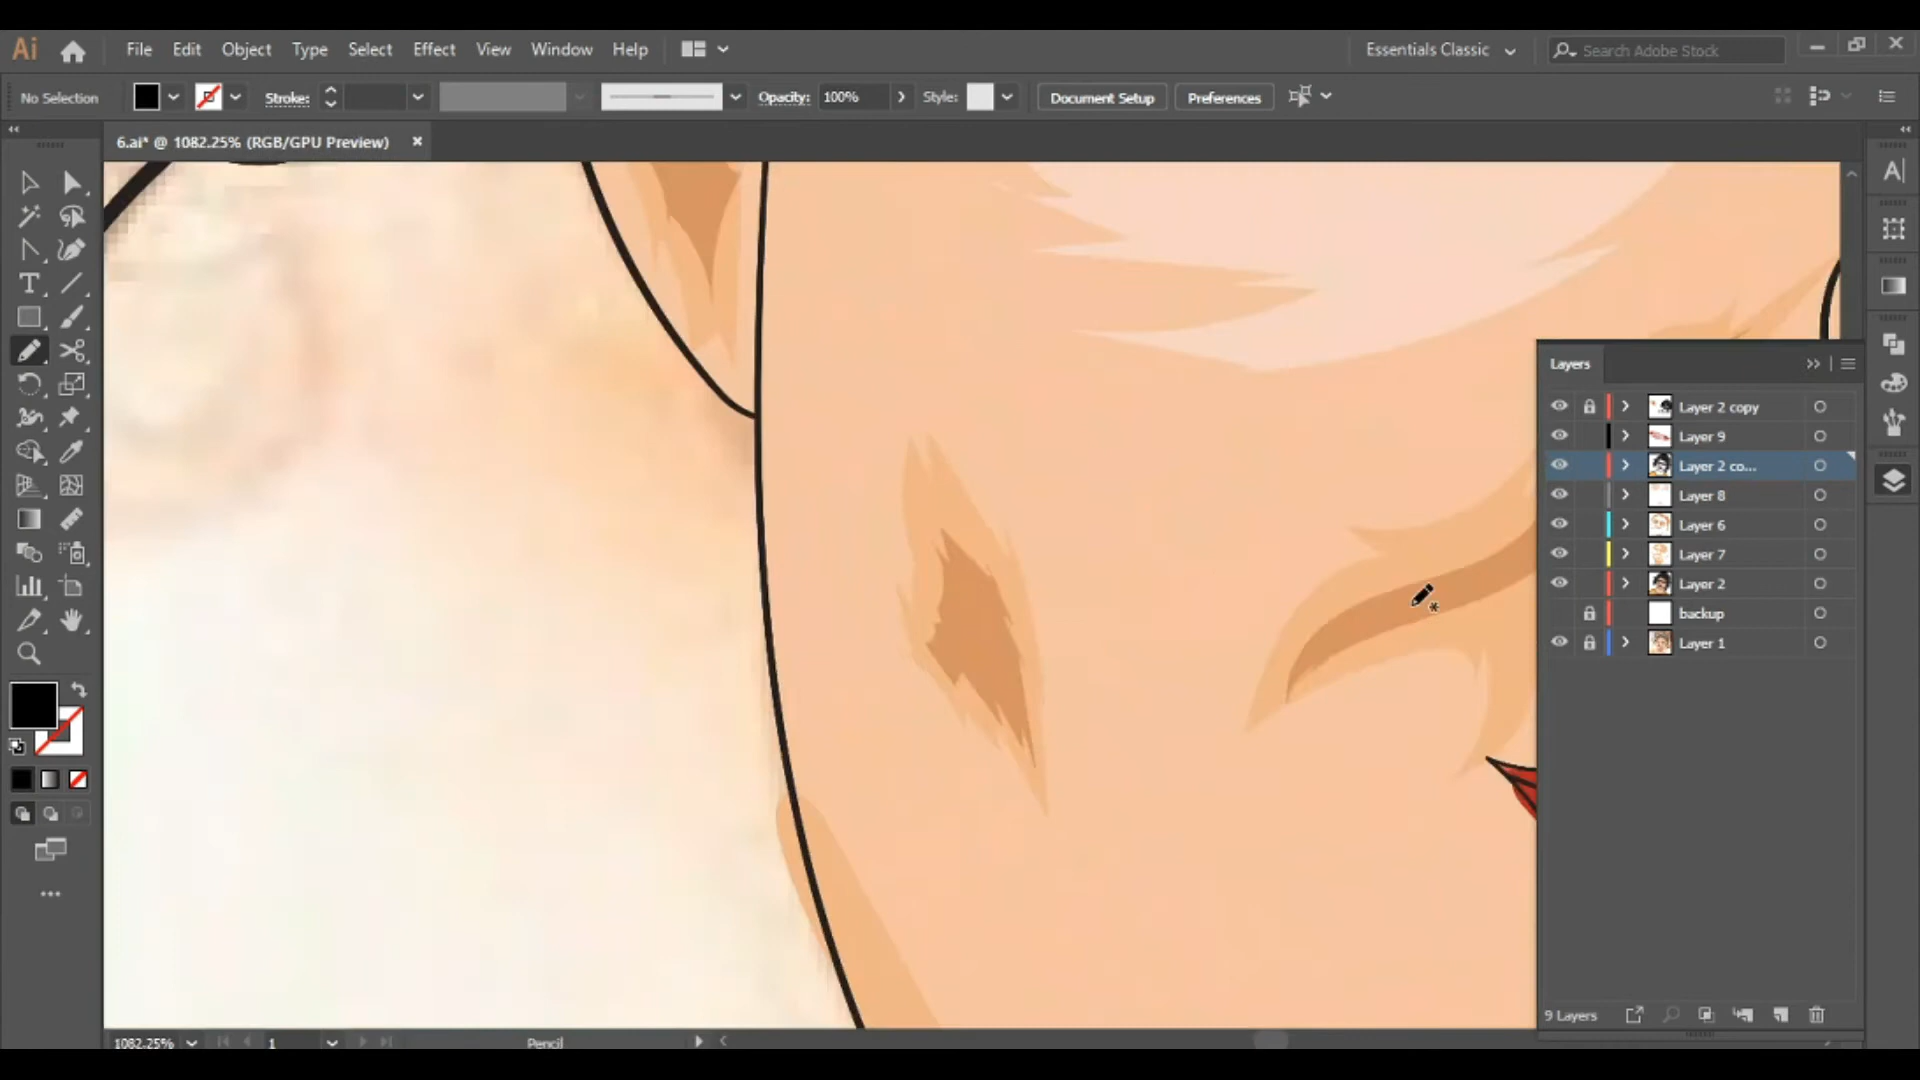 Ai File Edit Object Type Select Effect View Window Help Essentials Classic Search Adobe Stock
No Selection Stroke: Opacity: 100% Style: Document Setup Preferences
6.ai* @ 1082.25% (RGB/GPU Preview)
Layers
Layer 2 copy
Layer 9
Layer 2 co...
Layer 8
Layer 6
Layer 7
Layer 2
backup
Layer 1
9 Layers
1082.25% 1 Pencil